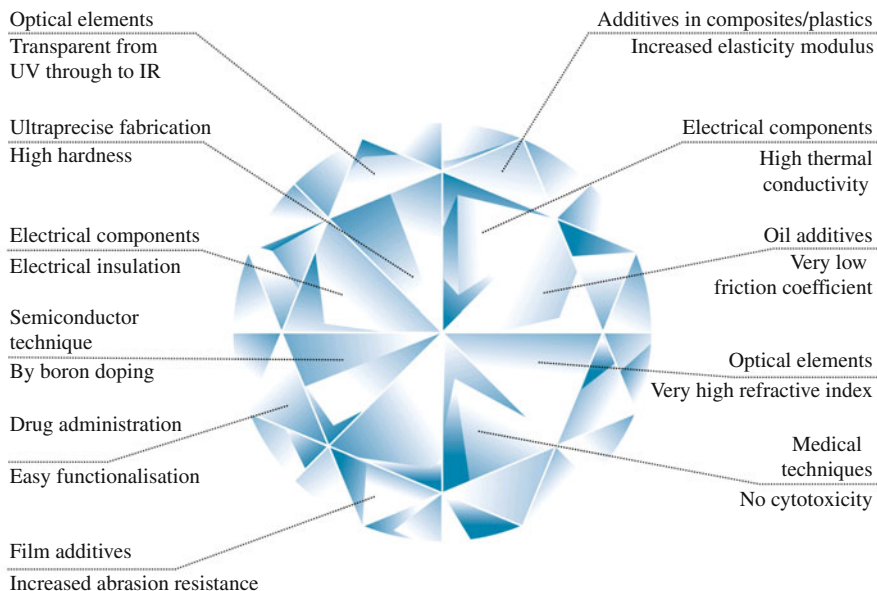 Optical elements
Transparent from
UV through to IR
Ultraprecise fabrication
High hardness
Electrical components
Electrical insulation
Semiconductor
technique
By boron doping
Drug administration
Easy functionalisation
Film additives
Increased abrasion resistance
Additives in composites/plastics
Increased elasticity modulus
Electrical components
High thermal
conductivity
Oil additives
Very low
friction coefficient
Optical elements
Very high refractive index
Medical
techniques
No cytotoxicity